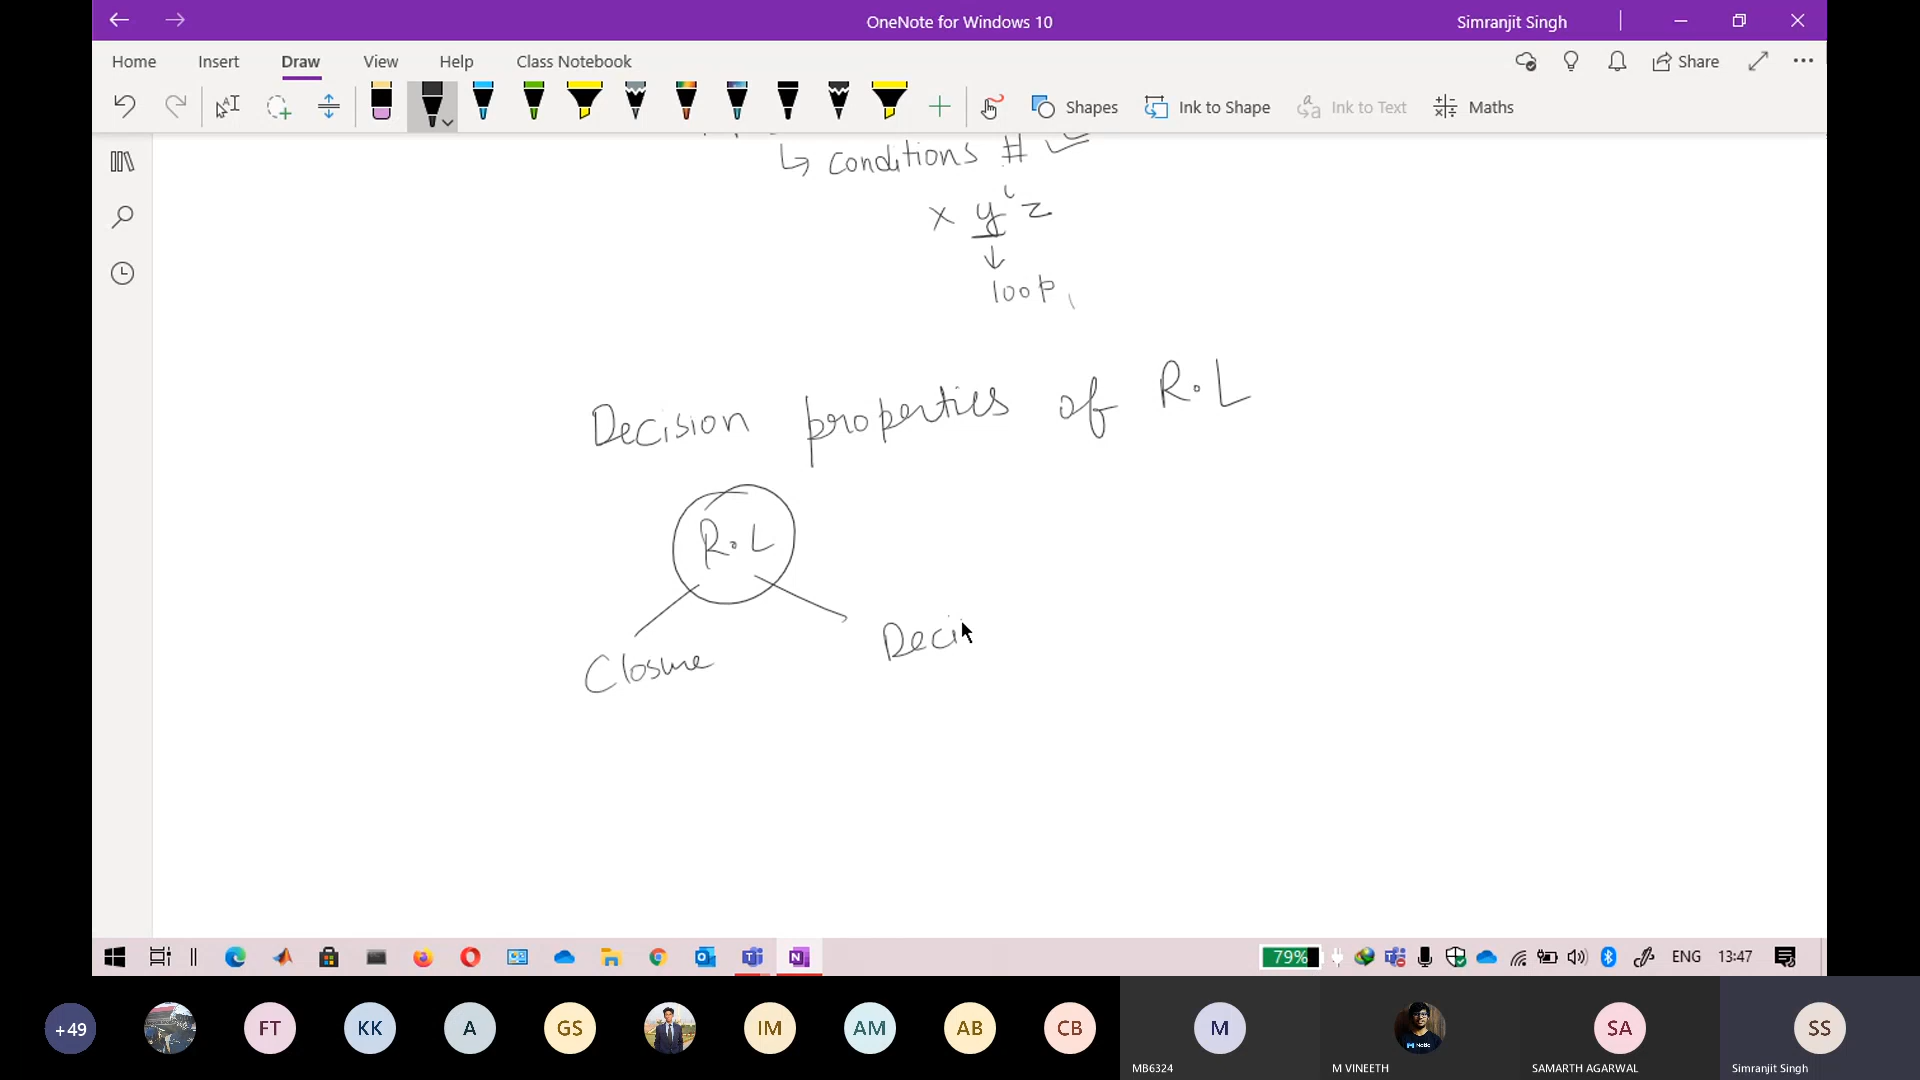 OneNote for Windows 10
Simranjit Singh
Home Insert Draw View Help Class Notebook
Share
Shapes Ink to Shape Ink to Text Maths
↳ conditions #
x yⁱ z
↓
loop
Decision properties of R.L
R.L
Closure
Deci
79%
ENG 13:47
+49 FT KK A GS IM AM AB CB M SA SS
MB6324 M VINEETH SAMARTH AGARWAL Simranjit Singh